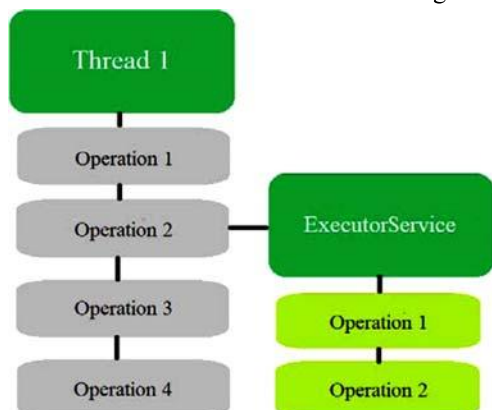 Thread 1
Operation 1
Operation 2
Operation 3
Operation 4
ExecutorService
Operation 1
Operation 2